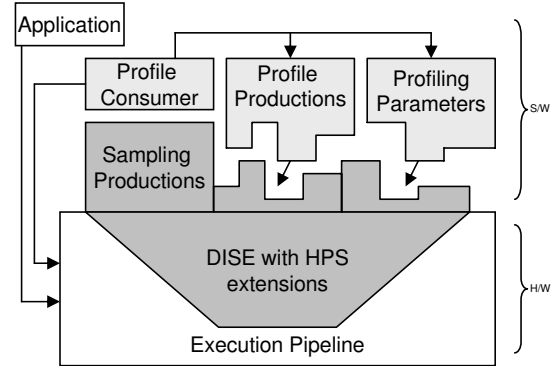 Application
Profile
Consumer
Profile
Productions
Profiling
Parameters
S/W
Sampling
Productions
DISE with HPS
extensions
H/W
Execution Pipeline